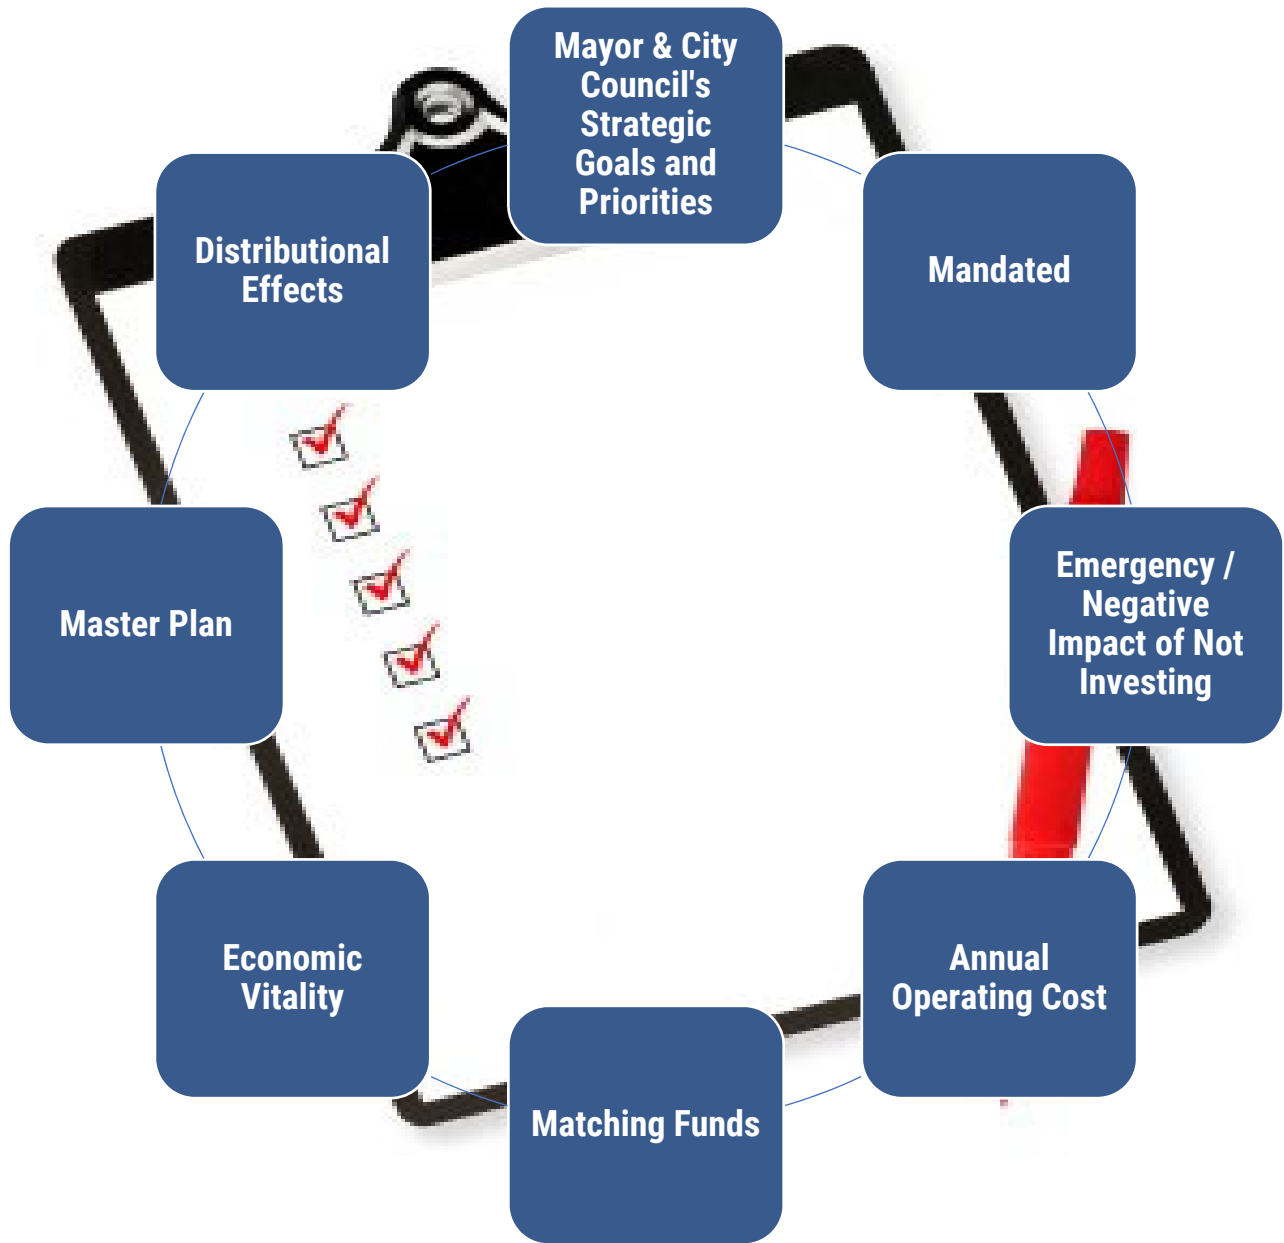 Mayor & City
Council's
Strategic
Goals and
Priorities
Mandated
Emergency /
Negative
Impact of Not
Investing
Annual
Operating Cost
Matching Funds
Economic
Vitality
Master Plan
Distributional
Effects